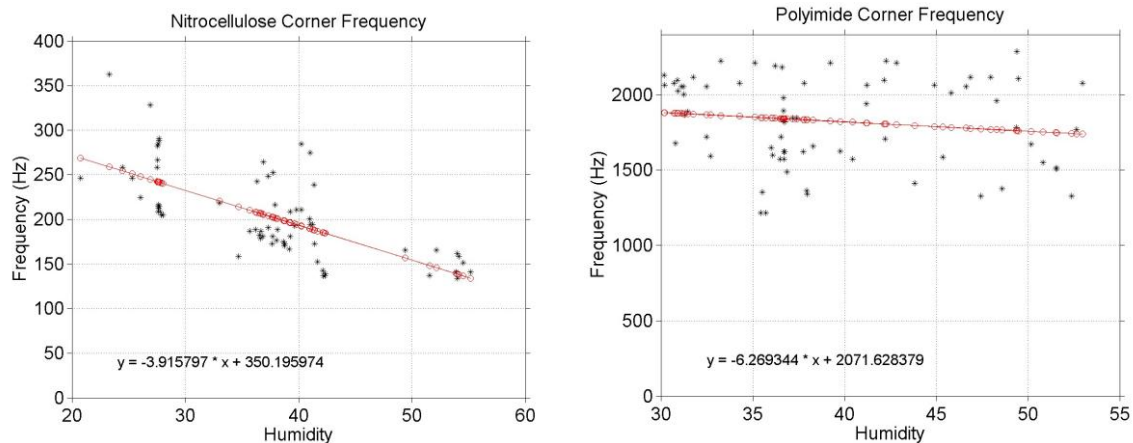 Nitrocellulose Corner Frequency
400
350
300
250
200
150
100
50
0
Frequency (Hz)
y = -3.915797 * x + 350.195974
20 30 40 50 60
Humidity
Polyimide Corner Frequency
2000
1500
1000
500
0
Frequency (Hz)
y = -6.269344 * x + 2071.628379
30 35 40 45 50 55
Humidity